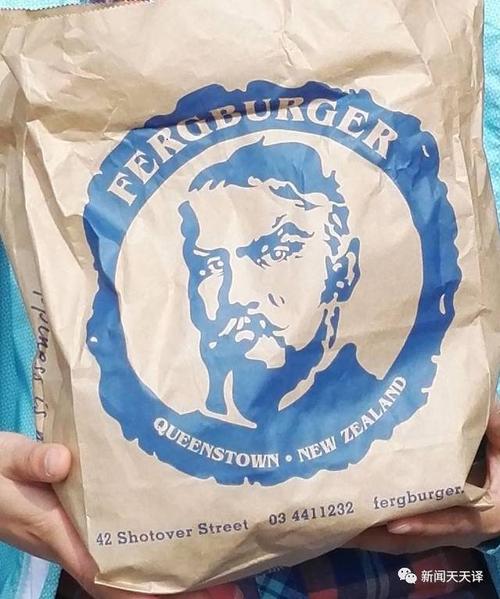 FERGBURGER
QUEENSTOWN • NEW ZEALAND
42 Shotover Street 03 4411232 fergburger.
新闻天天译